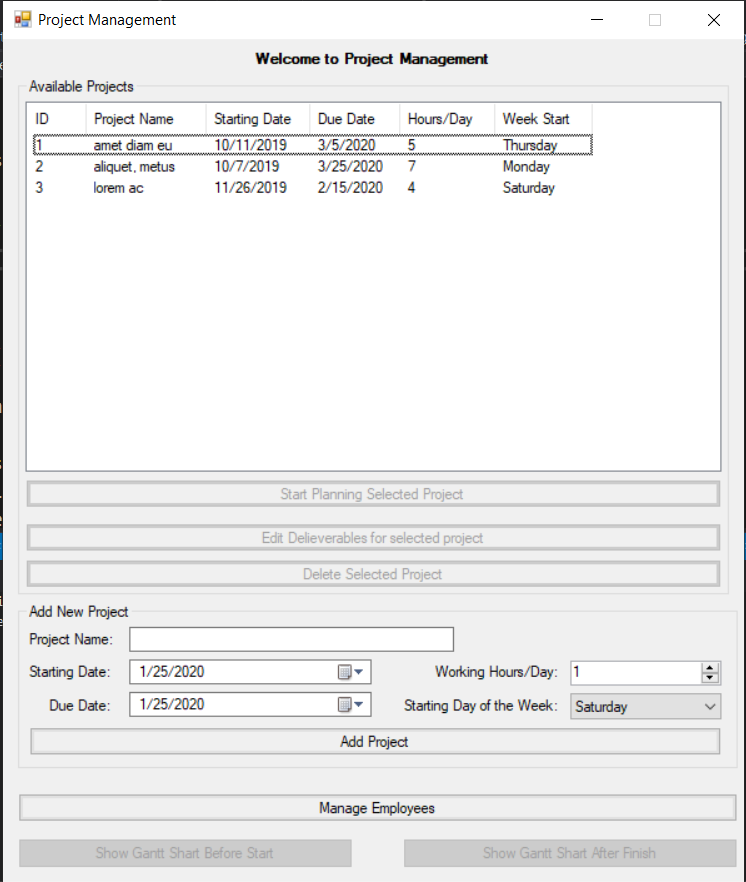 Project Management
Welcome to Project Management
Available Projects
ID Project Name Starting Date Due Date Hours/Day Week Start
1 amet diam eu 10/11/2019 3/5/2020 5 Thursday
2 aliquet, metus 10/7/2019 3/25/2020 7 Monday
3 lorem ac 11/26/2019 2/15/2020 4 Saturday
Start Planning Selected Project
Edit Delieverables for selected project
Delete Selected Project
Add New Project
Project Name:
Starting Date: 1/25/2020 Working Hours/Day: 1
Due Date: 1/25/2020 Starting Day of the Week: Saturday
Add Project
Manage Employees
Show Gantt Shart Before Start Show Gantt Shart After Finish